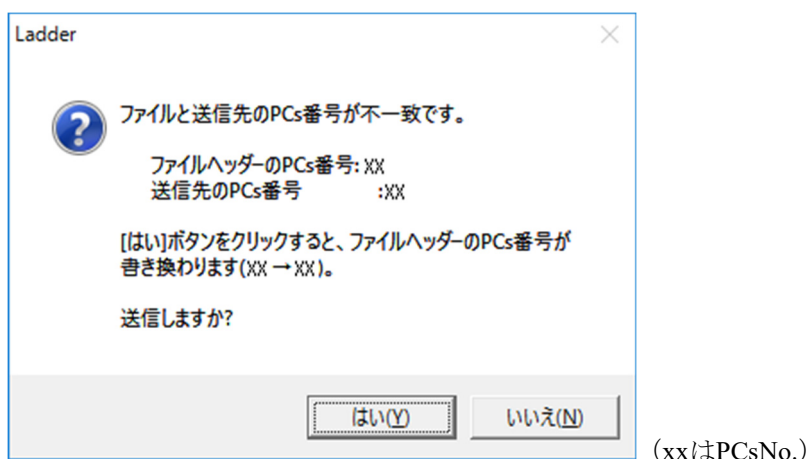 Ladder
ファイルと送信先のPCs番号が不一致です。
ファイルヘッダーのPCs番号: XX
送信先のPCs番号 :XX
[はい]ボタンをクリックすると、ファイルヘッダーのPCs番号が
書き換わります(XX → XX)。
送信しますか?
はい(Y) いいえ(N)
（xxはPCsNo.）